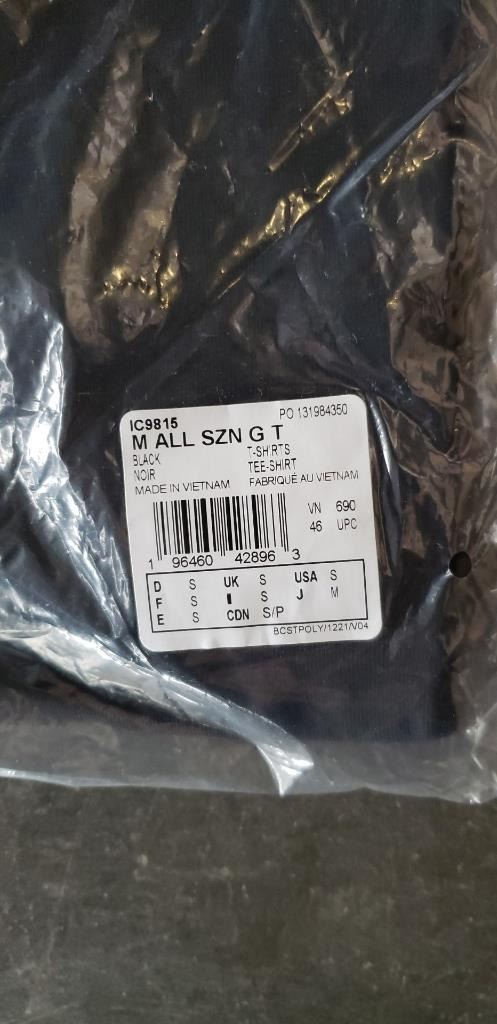 IC9815 PO 131984350
M ALL SZN G T
BLACK T-SHIRTS
NOIR TEE-SHIRT
MADE IN VIETNAM FABRIQUÉ AU VIETNAM
VN 690
46 UPC
1 96460 42896 3
D S UK S USA S
F S I S J M
E S CDN S/P
BCSTPOLY/1221/V04